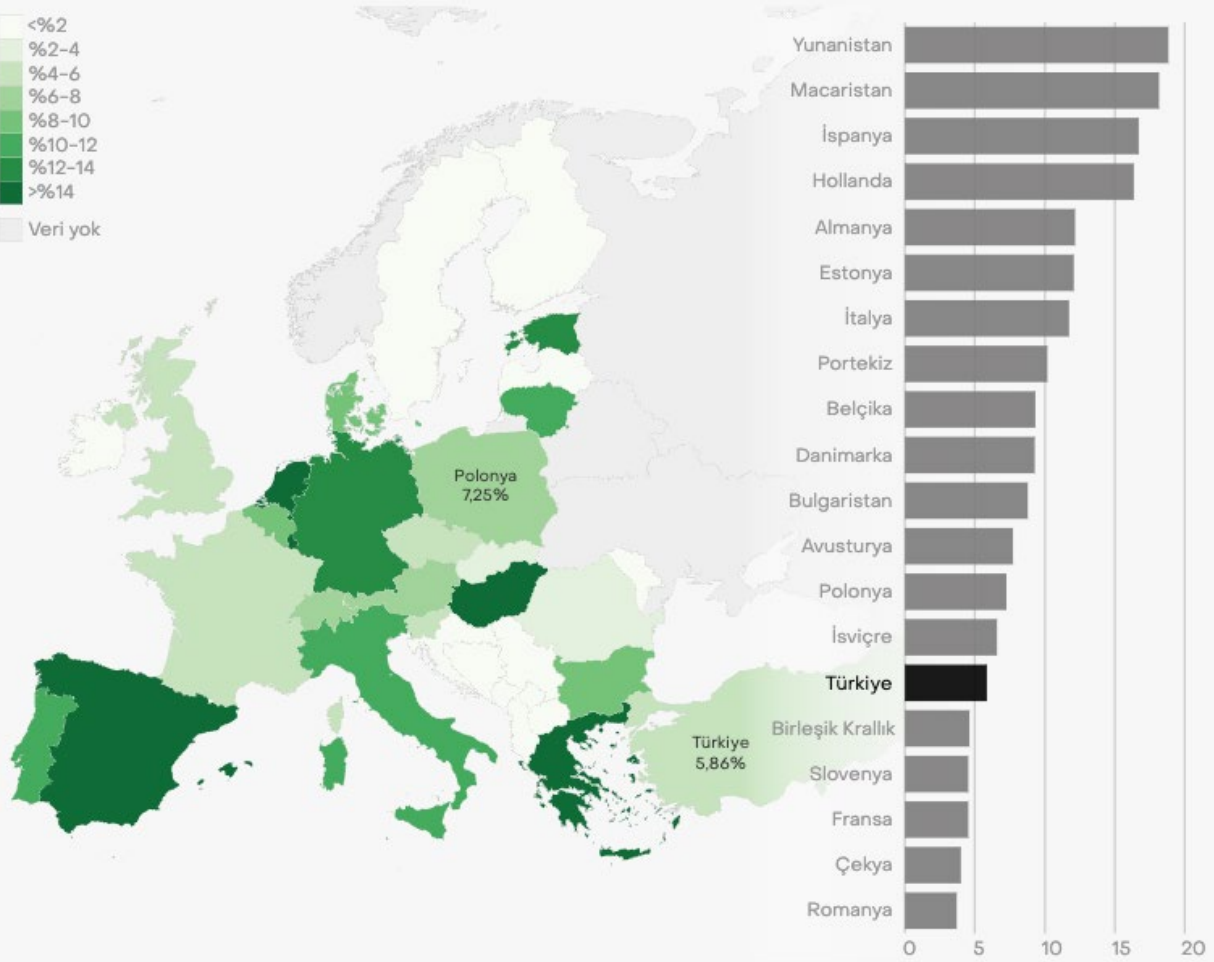 <%2
%2-4
%4-6
%6-8
%8-10
%10-12
%12-14
>%14
Veri yok
Polonya
7,25%
Türkiye
5,86%
Yunanistan
Macaristan
İspanya
Hollanda
Almanya
Estonya
İtalya
Portekiz
Belçika
Danimarka
Bulgaristan
Avusturya
Polonya
İsviçre
Türkiye
Birleşik Krallık
Slovenya
Fransa
Çekya
Romanya
0 5 10 15 20